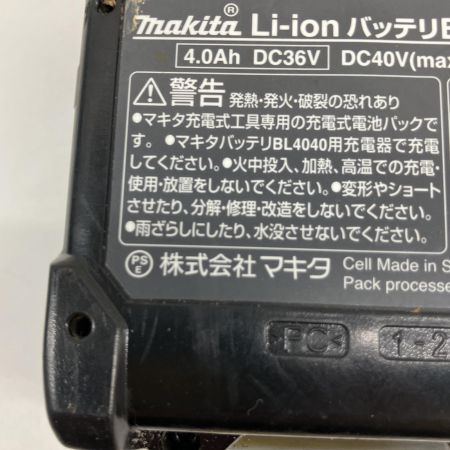 makita® Li-ion バッテリB
4.0Ah DC36V DC40V(max
⚠警告 発熱・発火・破裂の恐れあり
●マキタ充電式工具専用の充電式電池パックで
す。●マキタバッテリBL4040用充電器で充電
してください。●火中投入、加熱、高温での充電・
使用・放置をしないでください。●変形やショート
させたり、分解・修理・改造をしないでください。
●雨ざらしにしたり、水没させないでください。
PSE 株式会社 マキタ Cell Made in S
Pack processe
>PC< 1-2